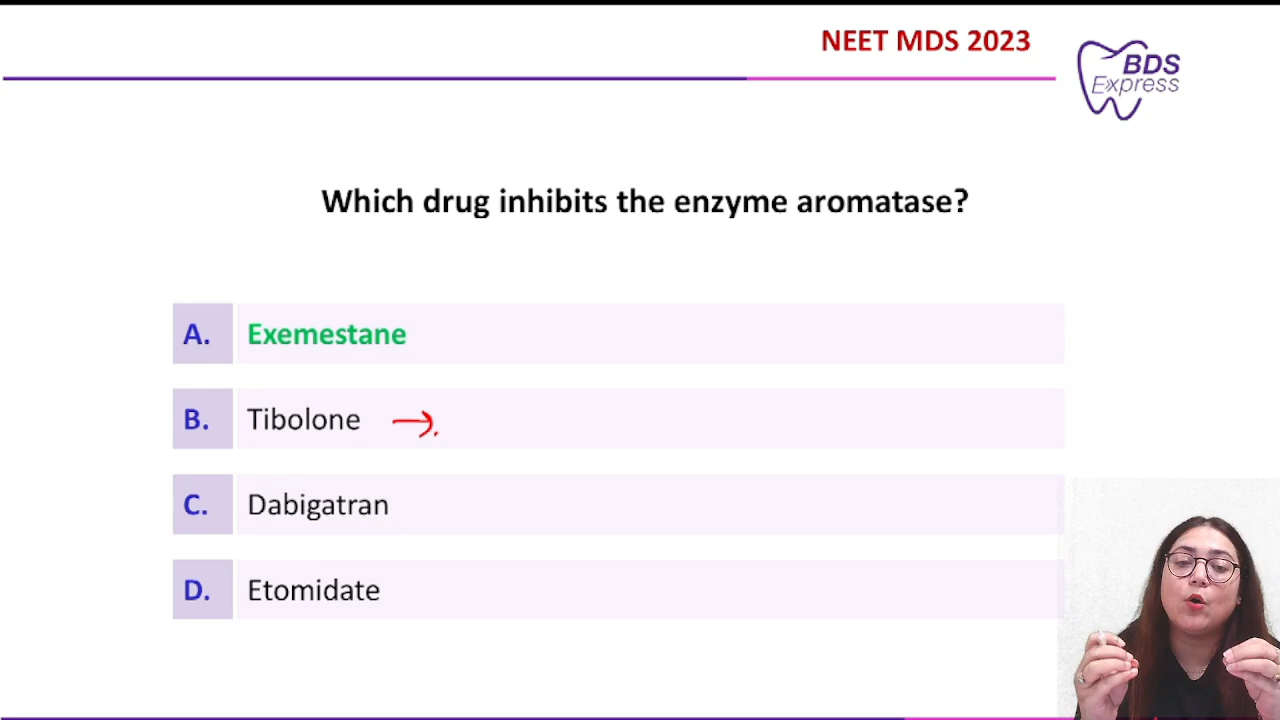 NEET MDS 2023
BDS
Express
Which drug inhibits the enzyme aromatase?
A. Exemestane
B. Tibolone
C. Dabigatran
D. Etomidate